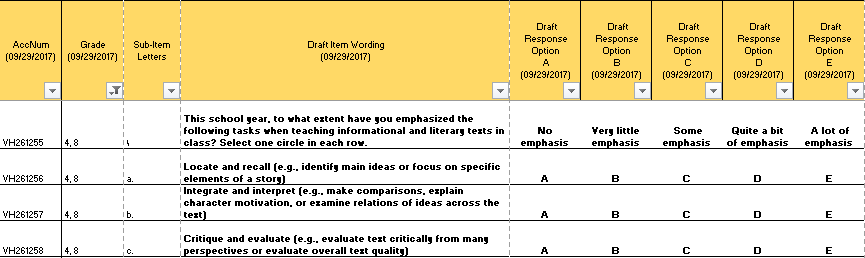 AccNum
(09/29/2017)
Grade
(09/29/2017)
Sub-Item
Letters
Draft Item Wording
(09/29/2017)
Draft
Response
Option
A
(09/29/2017)
Draft
Response
Option
B
(09/29/2017)
Draft
Response
Option
C
(09/29/2017)
Draft
Response
Option
D
(09/29/2017)
Draft
Response
Option
E
(09/29/2017)
VH261255
4, 8
\
This school year, to what extent have you emphasized the
following tasks when teaching informational and literary texts in
class? Select one circle in each row.
No
emphasis
Very little
emphasis
Some
emphasis
Quite a bit
of emphasis
A lot of
emphasis
VH261256
4, 8
a.
Locate and recall (e.g., identify main ideas or focus on specific
elements of a story)
A
B
C
D
E
VH261257
4, 8
b.
Integrate and interpret (e.g., make comparisons, explain
character motivation, or examine relations of ideas across the
text)
A
B
C
D
E
VH261258
4, 8
c.
Critique and evaluate (e.g., evaluate text critically from many
perspectives or evaluate overall text quality)
A
B
C
D
E